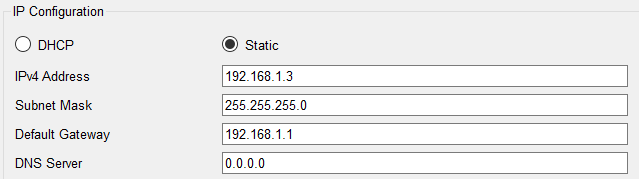 IP Configuration
DHCP Static
IPv4 Address 192.168.1.3
Subnet Mask 255.255.255.0
Default Gateway 192.168.1.1
DNS Server 0.0.0.0